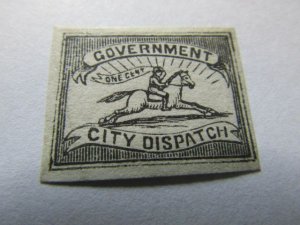 GOVERNMENT
ONE CENT
CITY DISPATCH